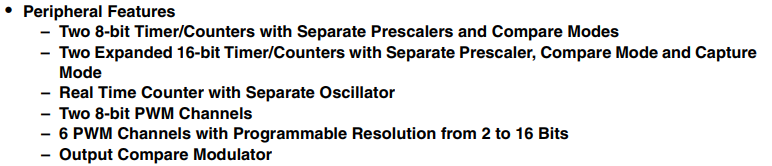 • Peripheral Features
– Two 8-bit Timer/Counters with Separate Prescalers and Compare Modes
– Two Expanded 16-bit Timer/Counters with Separate Prescaler, Compare Mode and Capture
Mode
– Real Time Counter with Separate Oscillator
– Two 8-bit PWM Channels
– 6 PWM Channels with Programmable Resolution from 2 to 16 Bits
– Output Compare Modulator